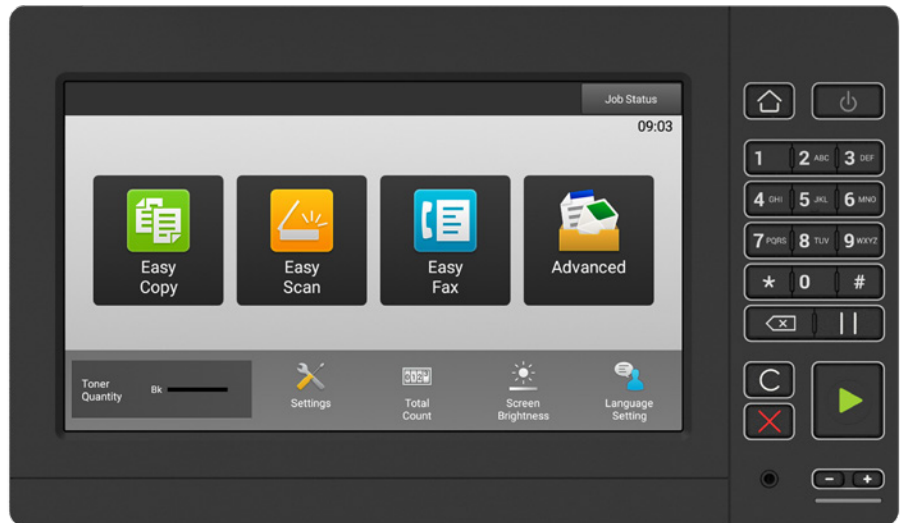 Job Status
09:03
Easy
Copy
Easy
Scan
Easy
Fax
Advanced
Toner
Quantity
Bk
Settings
Total
Count
Screen
Brightness
Language
Setting
1 2 ABC 3 DEF
4 GHI 5 JKL 6 MNO
7 PQRS 8 TUV 9 WXYZ
* 0 #
C
- +